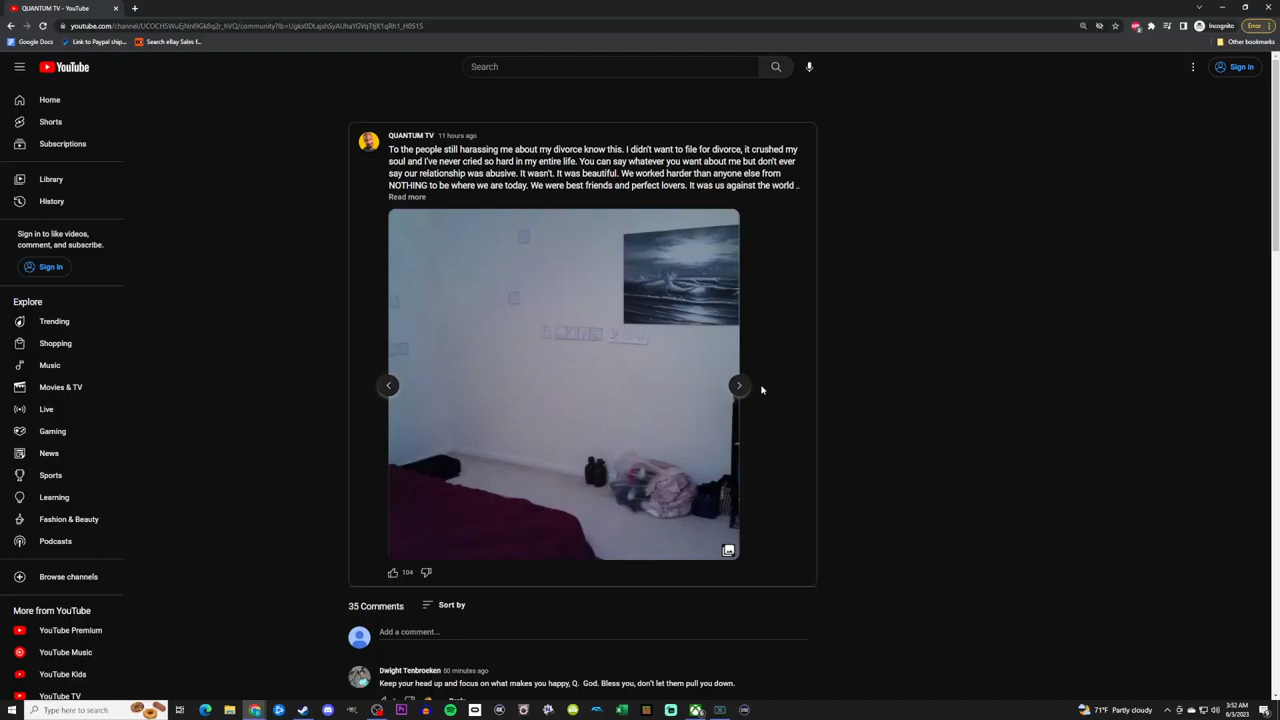 QUANTUM TV - YouTube
youtube.com/channel/UCOCH5WuEjNnI9Gk8q2r_hVQ/community?lb=Ugkx0DLajxhSyAUhaYGVqTtjX1qRh1_H051S
Incognito
Error
Google Docs
Link to Paypal ship...
Search eBay Sales f...
Other bookmarks
YouTube
Search
Sign in
Home
Shorts
Subscriptions
Library
History
Sign in to like videos, comment, and subscribe.
Sign in
Explore
Trending
Shopping
Music
Movies & TV
Live
Gaming
News
Sports
Learning
Fashion & Beauty
Podcasts
Browse channels
More from YouTube
YouTube Premium
YouTube Music
YouTube Kids
YouTube TV
QUANTUM TV 11 hours ago
To the people still harassing me about my divorce know this. I didn't want to file for divorce, it crushed my
soul and I've never cried so hard in my entire life. You can say whatever you want about me but don't ever
say our relationship was abusive. It wasn't. It was beautiful. We worked harder than anyone else from
NOTHING to be where we are today. We were best friends and perfect lovers. It was us against the world ..
Read more
I LOVE you
104
35 Comments
Sort by
Add a comment...
Dwight Tenbroeken 50 minutes ago
Keep your head up and focus on what makes you happy, Q. God. Bless you, don't let them pull you down.
Type here to search
71°F Partly cloudy
3:52 AM
6/3/2023